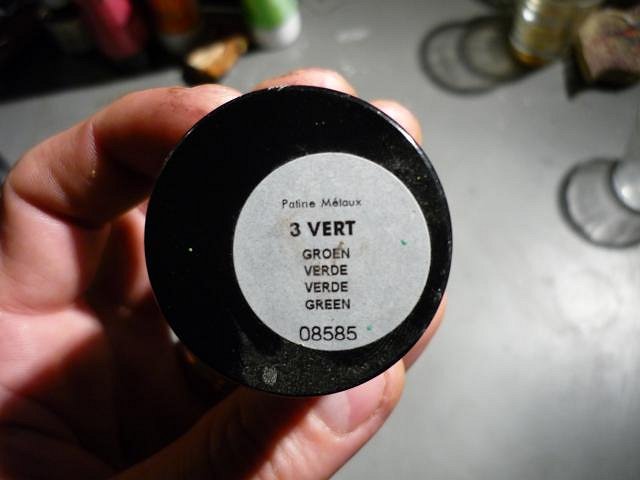 Patine Métaux
3 VERT
GROEN
VERDE
VERDE
GREEN
08585